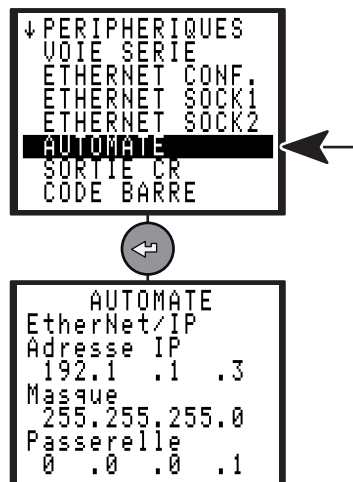 ↓PERIPHERIQUES
VOIE SERIE
ETHERNET CONF.
ETHERNET SOCK1
ETHERNET SOCK2
AUTOMATE
SORTIE CR
CODE BARRE
AUTOMATE
EtherNet/IP
Adresse IP
192.1 .1 .3
Masque
255.255.255.0
Passerelle
0 .0 .0 .1